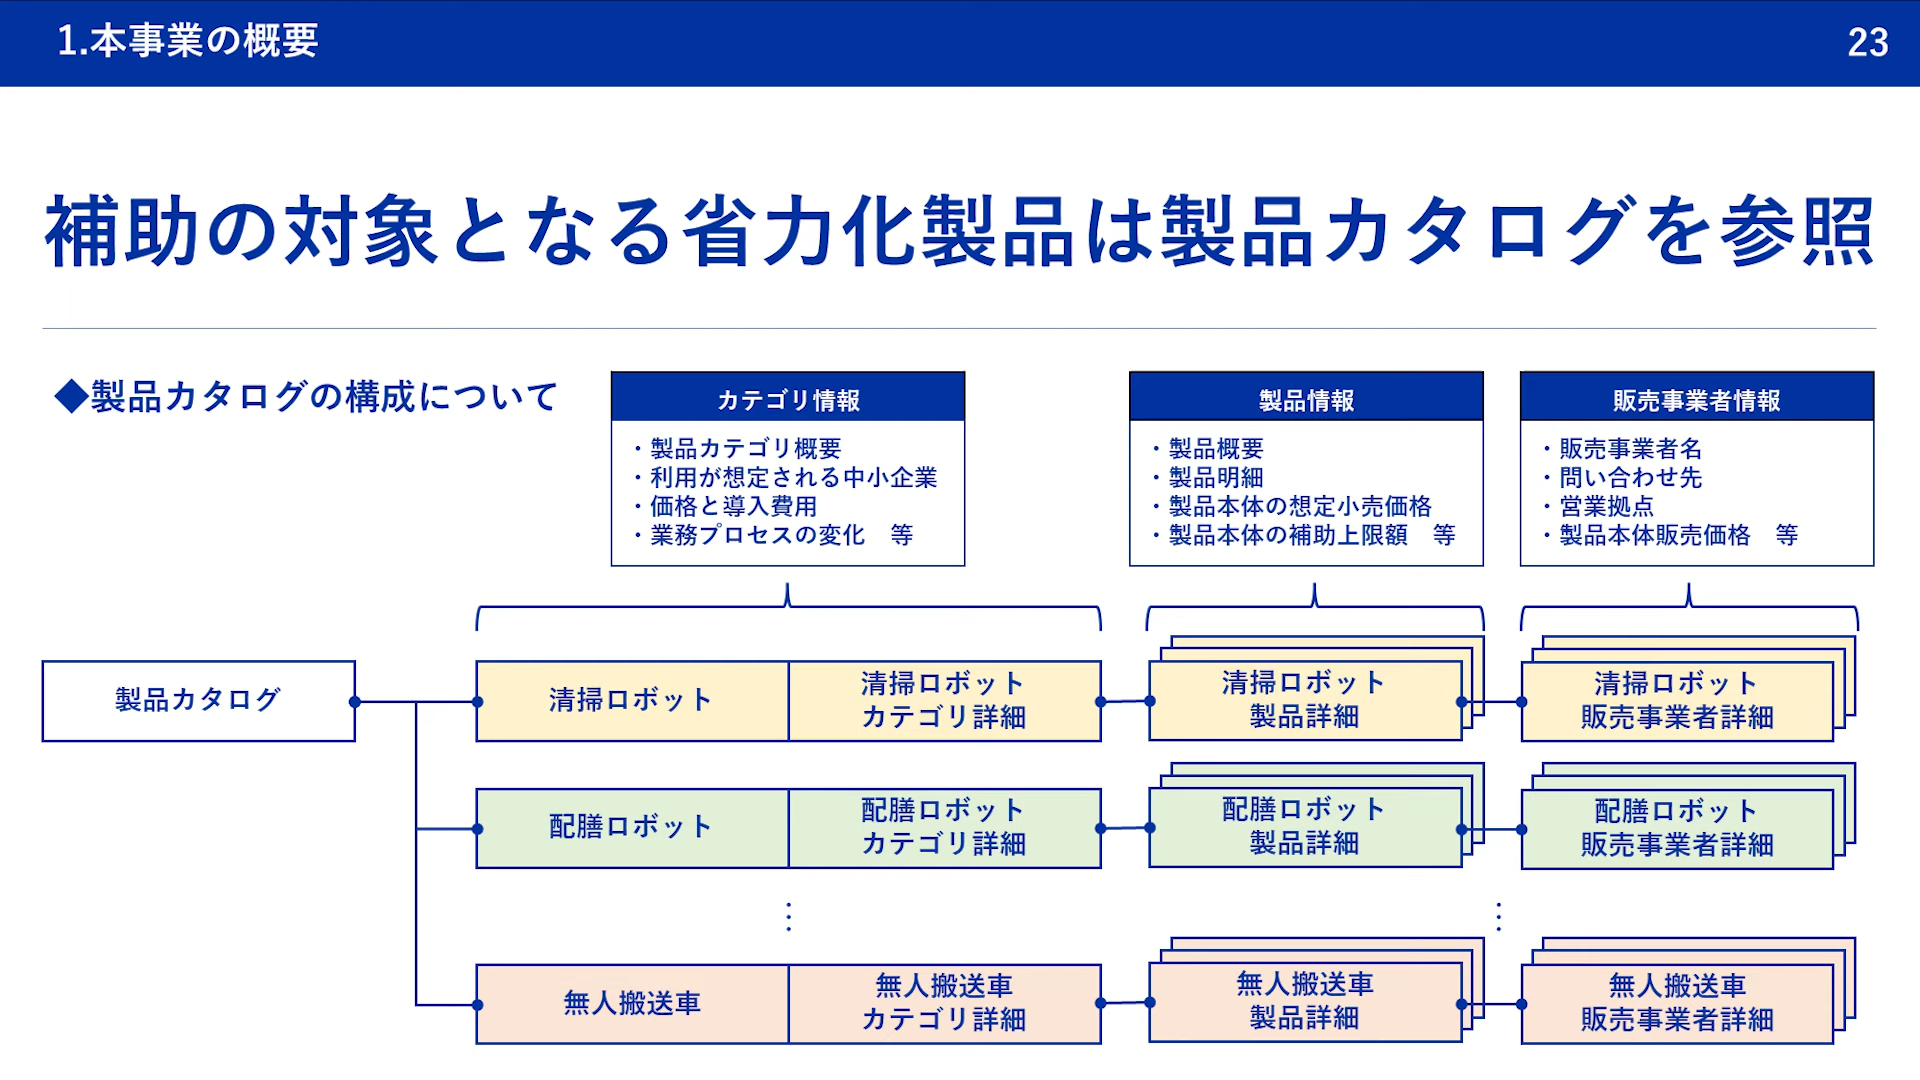 1.本事業の概要
23
補助の対象となる省力化製品は製品カタログを参照
◆製品カタログの構成について
カテゴリ情報
・製品カテゴリ概要
・利用が想定される中小企業
・価格と導入費用
・業務プロセスの変化　等
製品情報
・製品概要
・製品明細
・製品本体の想定小売価格
・製品本体の補助上限額　等
販売事業者情報
・販売事業者名
・問い合わせ先
・営業拠点
・製品本体販売価格　等
製品カタログ
清掃ロボット
清掃ロボット
カテゴリ詳細
清掃ロボット
製品詳細
清掃ロボット
販売事業者詳細
配膳ロボット
配膳ロボット
カテゴリ詳細
配膳ロボット
製品詳細
配膳ロボット
販売事業者詳細
⋮
⋮
無人搬送車
無人搬送車
カテゴリ詳細
無人搬送車
製品詳細
無人搬送車
販売事業者詳細